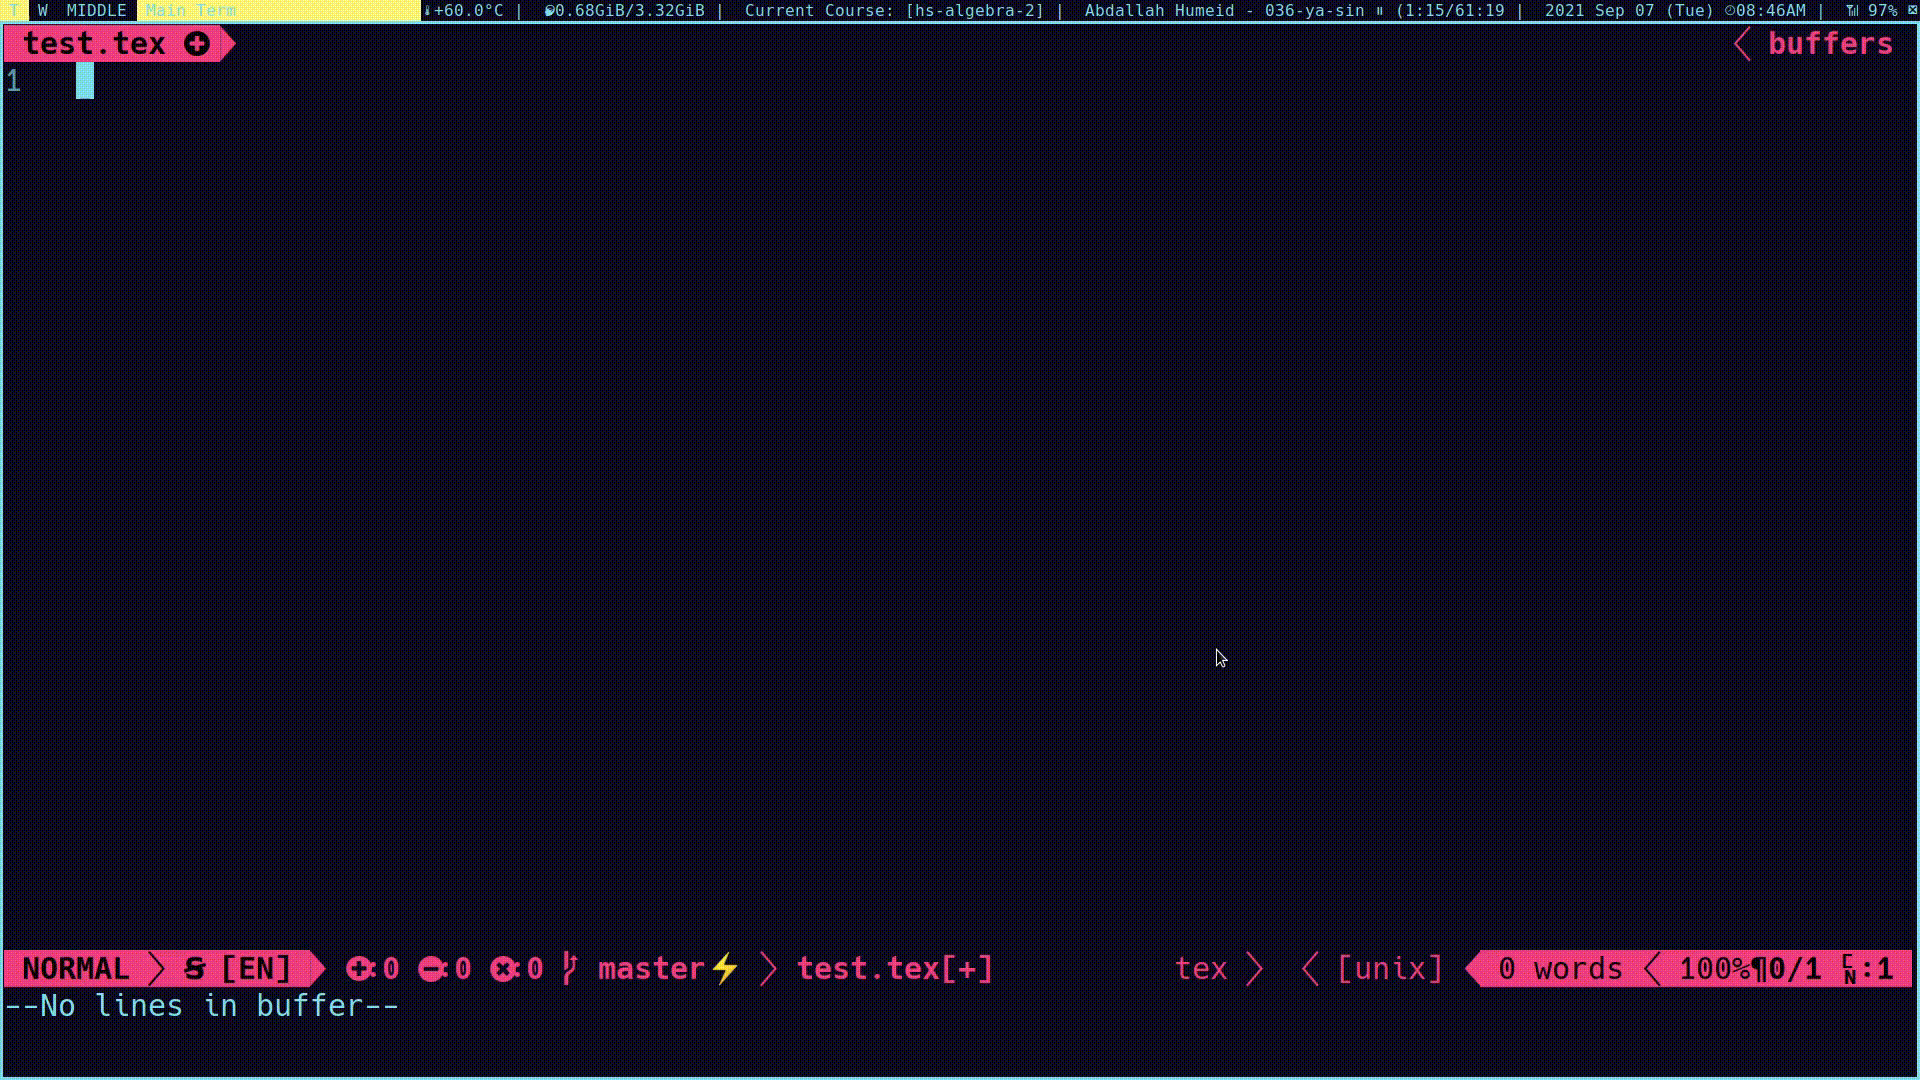 T W MIDDLE Main Term +60.0°C | 0.68GiB/3.32GiB | Current Course: [hs-algebra-2] | Abdallah Humeid - 036-ya-sin ⏸ (1:15/61:19 | 2021 Sep 07 (Tue) 08:46AM | 97%
test.tex buffers
1
NORMAL S [EN] :0 :0 :0 master⚡ test.tex[+] tex [unix] 0 words 100%¶0/1 ␤:1
--No lines in buffer--